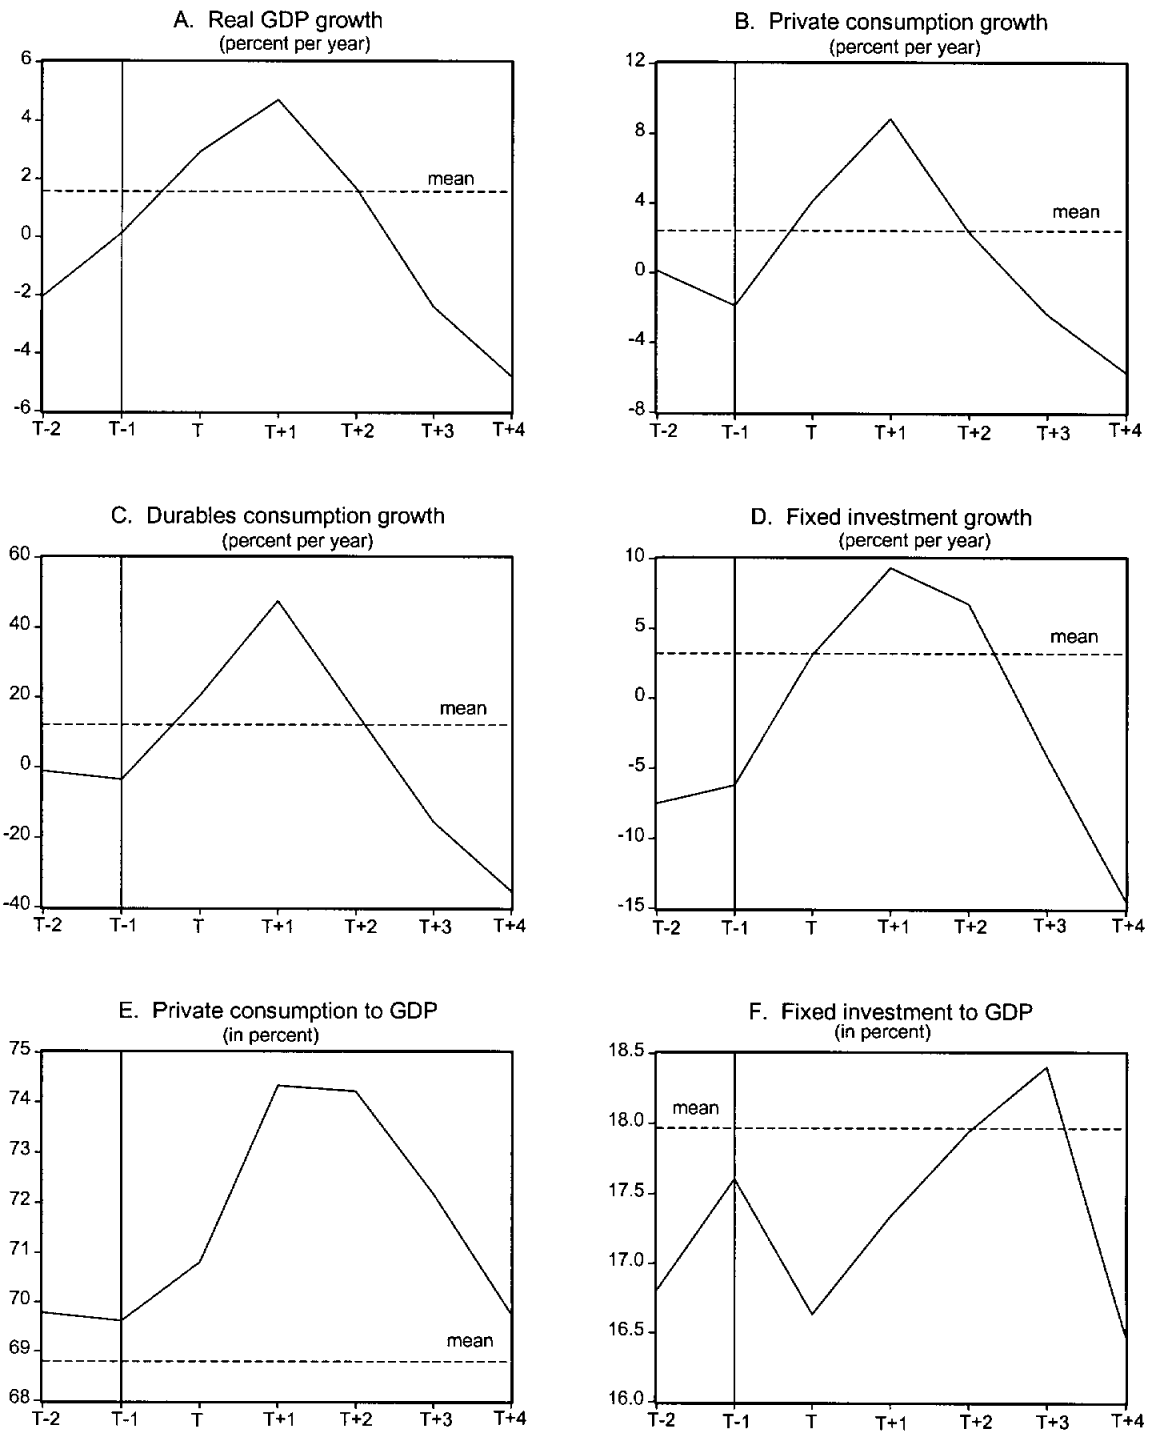 A. Real GDP growth
(percent per year)
6
4
2
0
-2
-4
-6
mean
T-2 T-1 T T+1 T+2 T+3 T+4
B. Private consumption growth
(percent per year)
12
8
4
0
-4
-8
mean
T-2 T-1 T T+1 T+2 T+3 T+4
C. Durables consumption growth
(percent per year)
60
40
20
0
-20
-40
mean
T-2 T-1 T T+1 T+2 T+3 T+4
D. Fixed investment growth
(percent per year)
10
5
0
-5
-10
-15
mean
T-2 T-1 T T+1 T+2 T+3 T+4
E. Private consumption to GDP
(in percent)
75
74
73
72
71
70
69
68
mean
T-2 T-1 T T+1 T+2 T+3 T+4
F. Fixed investment to GDP
(in percent)
18.5
18.0
17.5
17.0
16.5
16.0
mean
T-2 T-1 T T+1 T+2 T+3 T+4